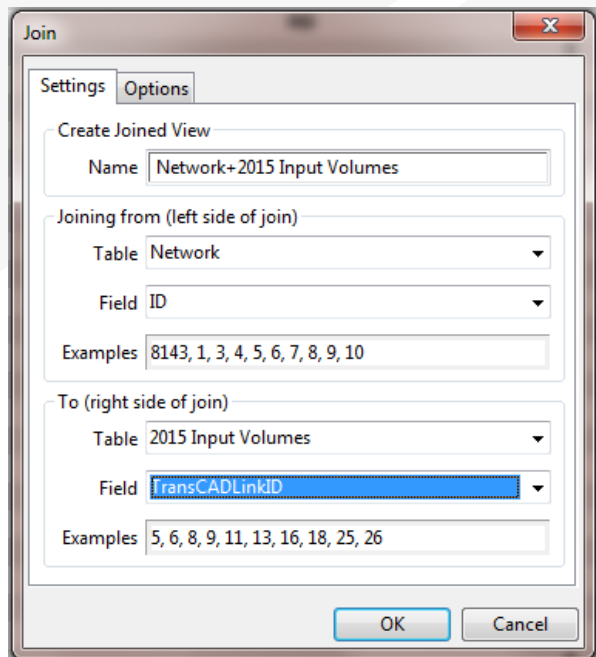 Join
Settings Options
Create Joined View
Name Network+2015 Input Volumes
Joining from (left side of join)
Table Network
Field ID
Examples 8143, 1, 3, 4, 5, 6, 7, 8, 9, 10
To (right side of join)
Table 2015 Input Volumes
Field TransCADLinkID
Examples 5, 6, 8, 9, 11, 13, 16, 18, 25, 26
OK Cancel